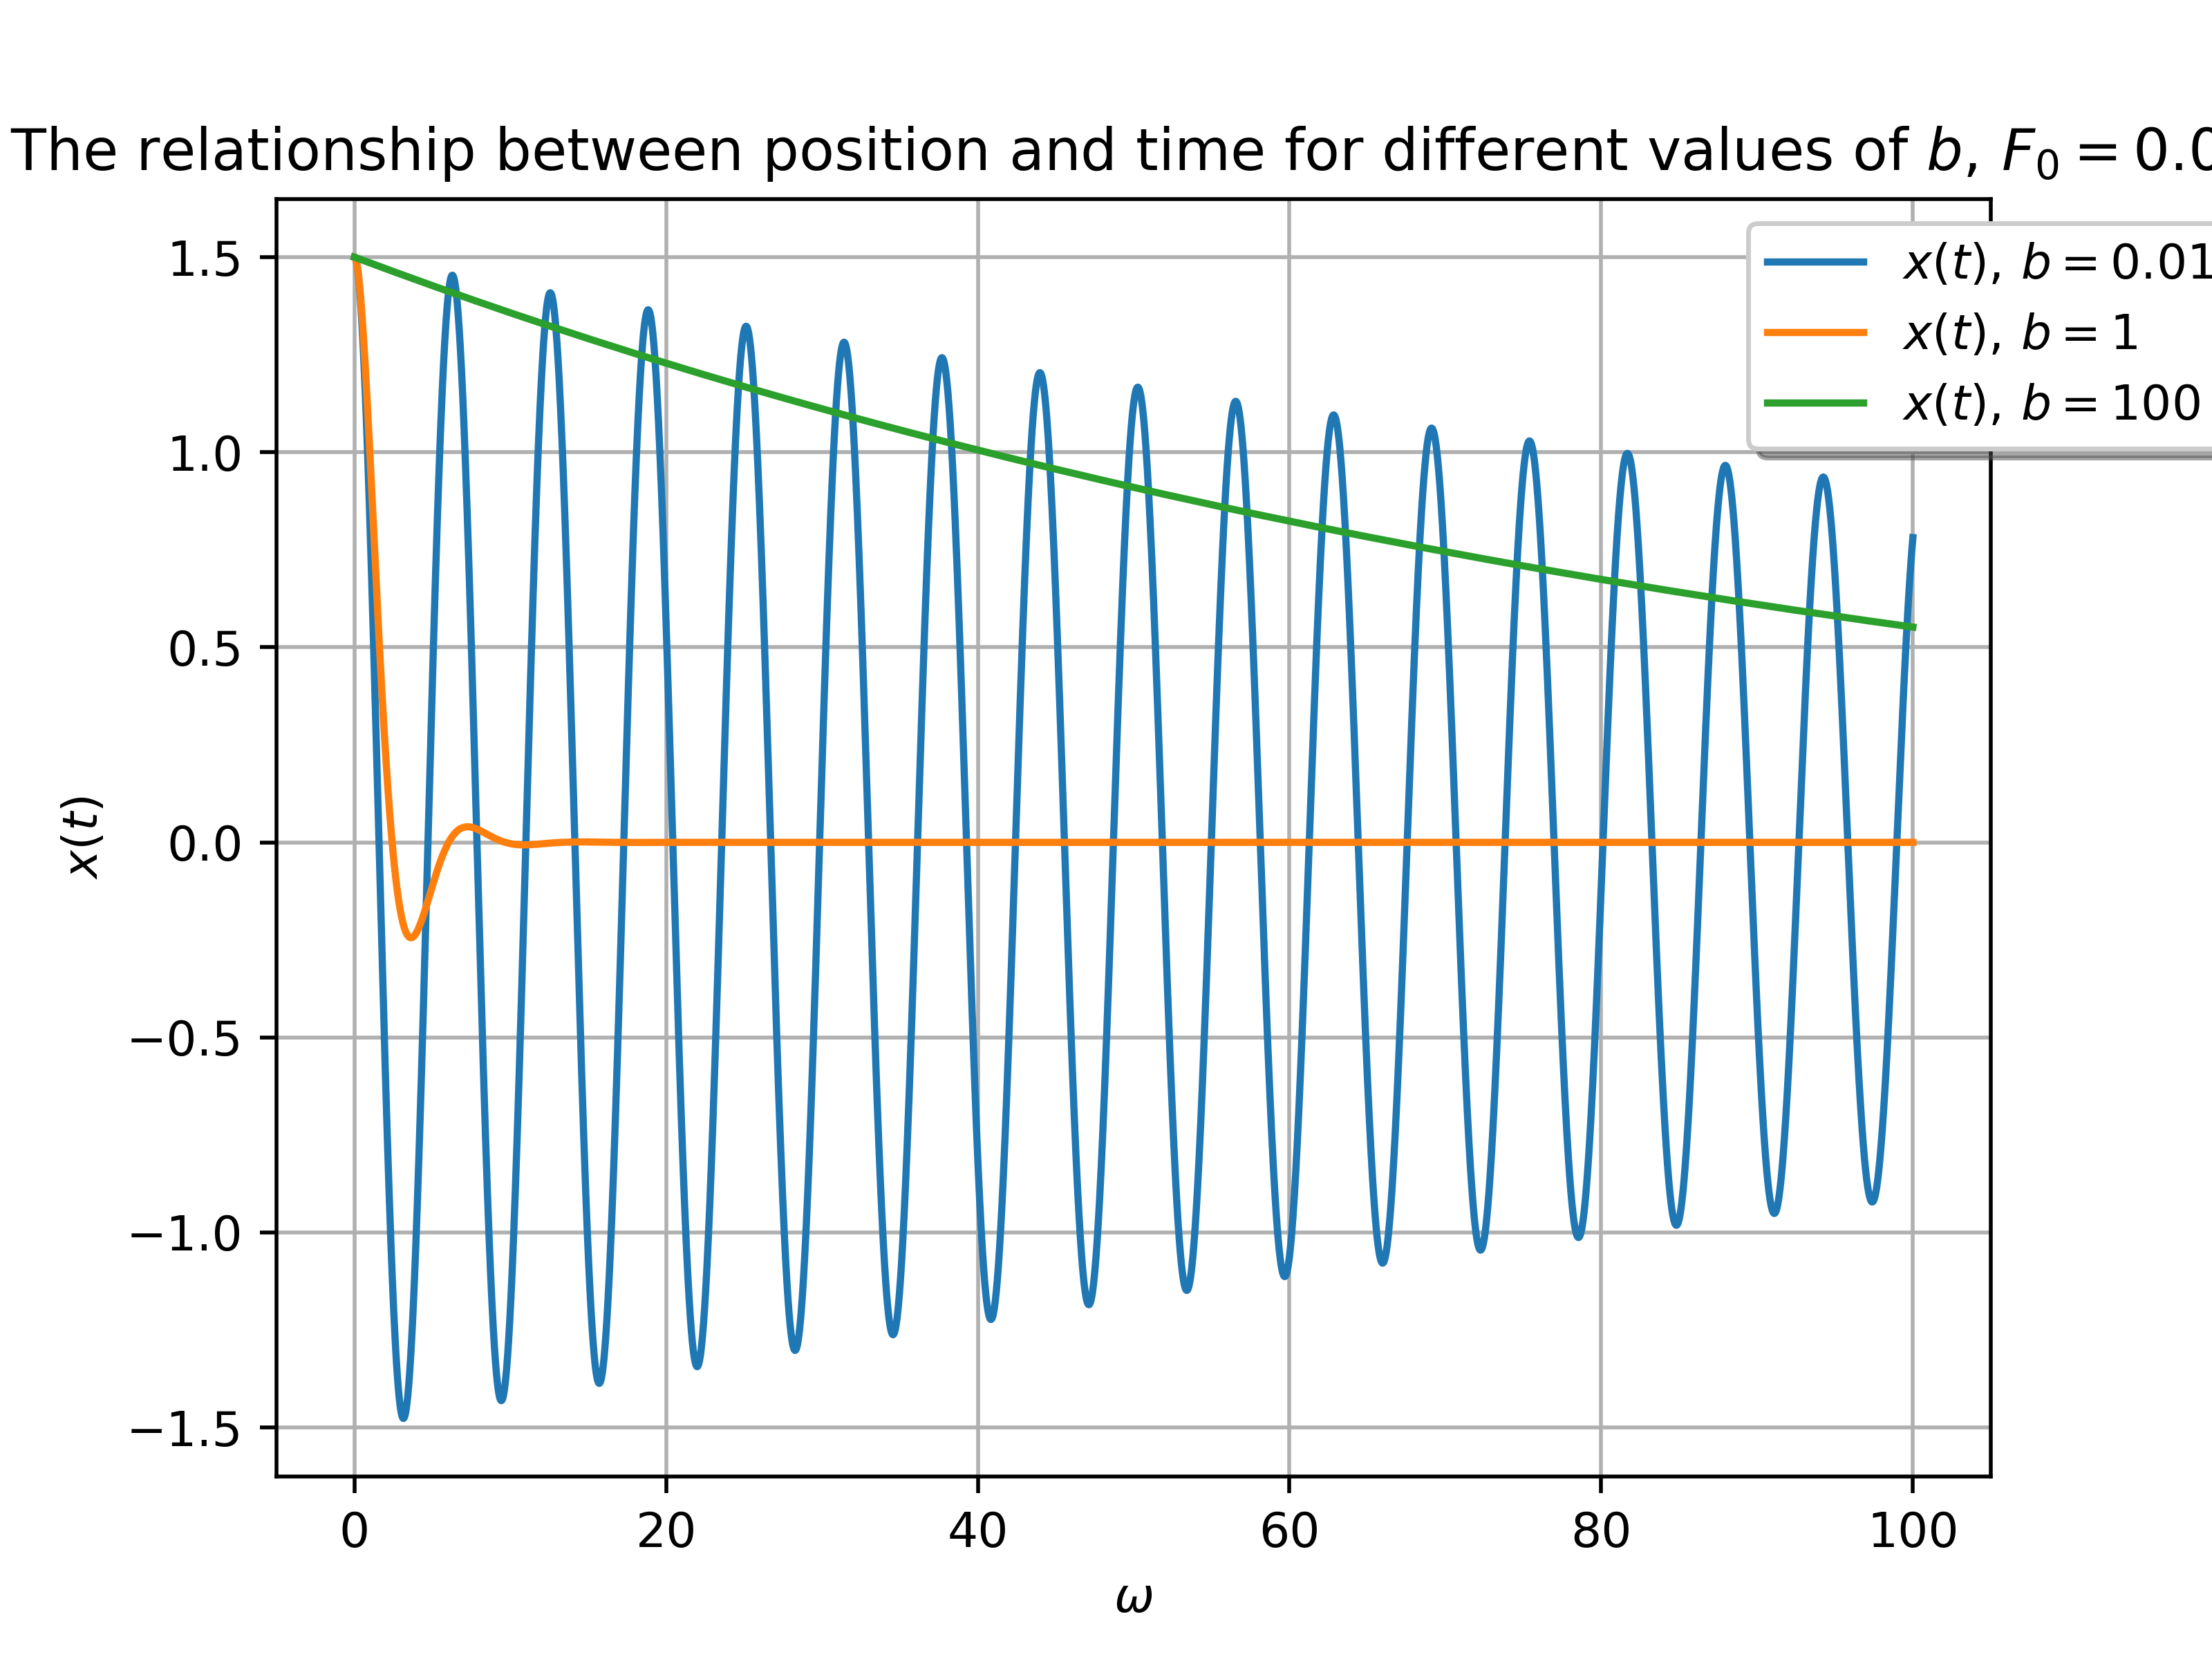 The relationship between position and time for different values of b, F₀ = 0.0
x(t), b = 0.01
x(t), b = 1
x(t), b = 100
1.5
1.0
0.5
0.0
−0.5
−1.0
−1.5
x(t)
0 20 40 60 80 100
ω